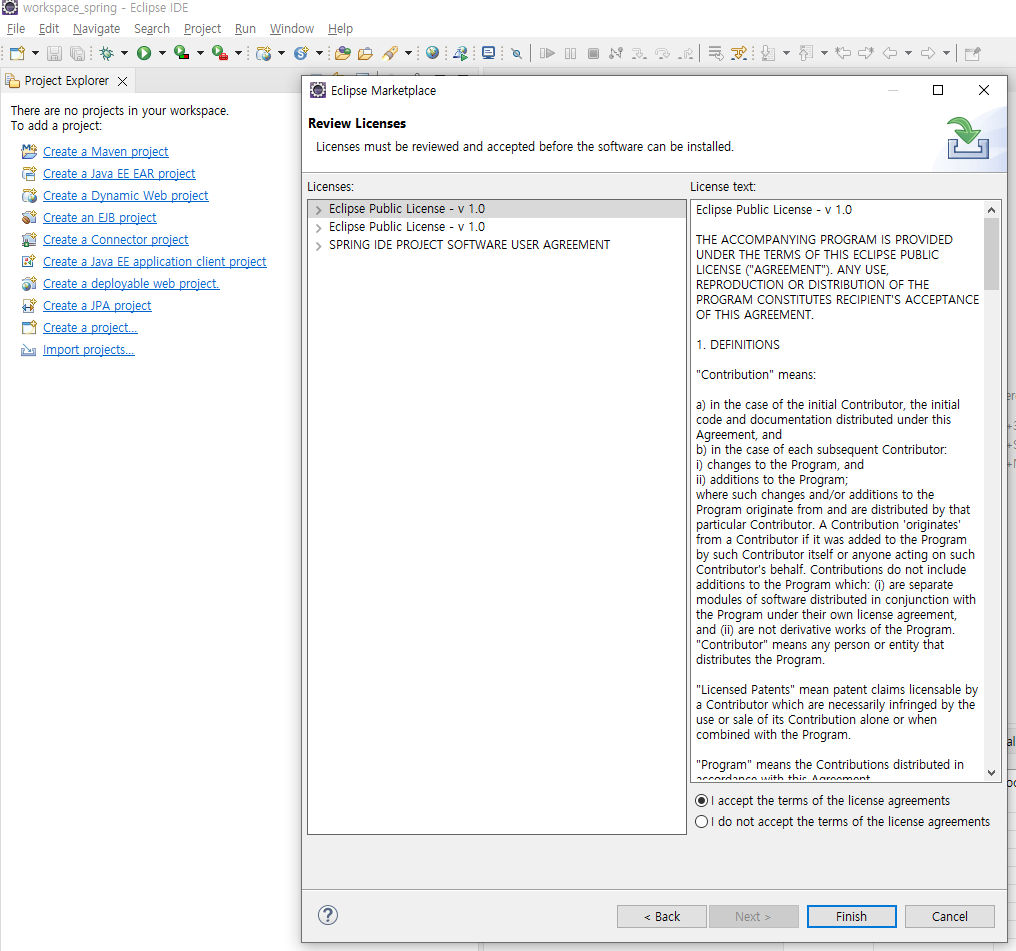 workspace_spring - Eclipse IDE
File Edit Navigate Search Project Run Window Help
Project Explorer
There are no projects in your workspace.
To add a project:
Create a Maven project
Create a Java EE EAR project
Create a Dynamic Web project
Create an EJB project
Create a Connector project
Create a Java EE application client project
Create a deployable web project.
Create a JPA project
Create a project...
Import projects...
Eclipse Marketplace
Review Licenses
Licenses must be reviewed and accepted before the software can be installed.
Licenses:
Eclipse Public License - v 1.0
Eclipse Public License - v 1.0
SPRING IDE PROJECT SOFTWARE USER AGREEMENT
License text:
Eclipse Public License - v 1.0
THE ACCOMPANYING PROGRAM IS PROVIDED
UNDER THE TERMS OF THIS ECLIPSE PUBLIC
LICENSE ("AGREEMENT"). ANY USE,
REPRODUCTION OR DISTRIBUTION OF THE
PROGRAM CONSTITUTES RECIPIENT'S ACCEPTANCE
OF THIS AGREEMENT.
1. DEFINITIONS
"Contribution" means:
a) in the case of the initial Contributor, the initial
code and documentation distributed under this
Agreement, and
b) in the case of each subsequent Contributor:
i) changes to the Program, and
ii) additions to the Program;
where such changes and/or additions to the
Program originate from and are distributed by that
particular Contributor. A Contribution 'originates'
from a Contributor if it was added to the Program
by such Contributor itself or anyone acting on such
Contributor's behalf. Contributions do not include
additions to the Program which: (i) are separate
modules of software distributed in conjunction with
the Program under their own license agreement,
and (ii) are not derivative works of the Program.
"Contributor" means any person or entity that
distributes the Program.
"Licensed Patents" mean patent claims licensable by
a Contributor which are necessarily infringed by the
use or sale of its Contribution alone or when
combined with the Program.
"Program" means the Contributions distributed in
accordance with this Agreement.
I accept the terms of the license agreements
I do not accept the terms of the license agreements
< Back
Next >
Finish
Cancel